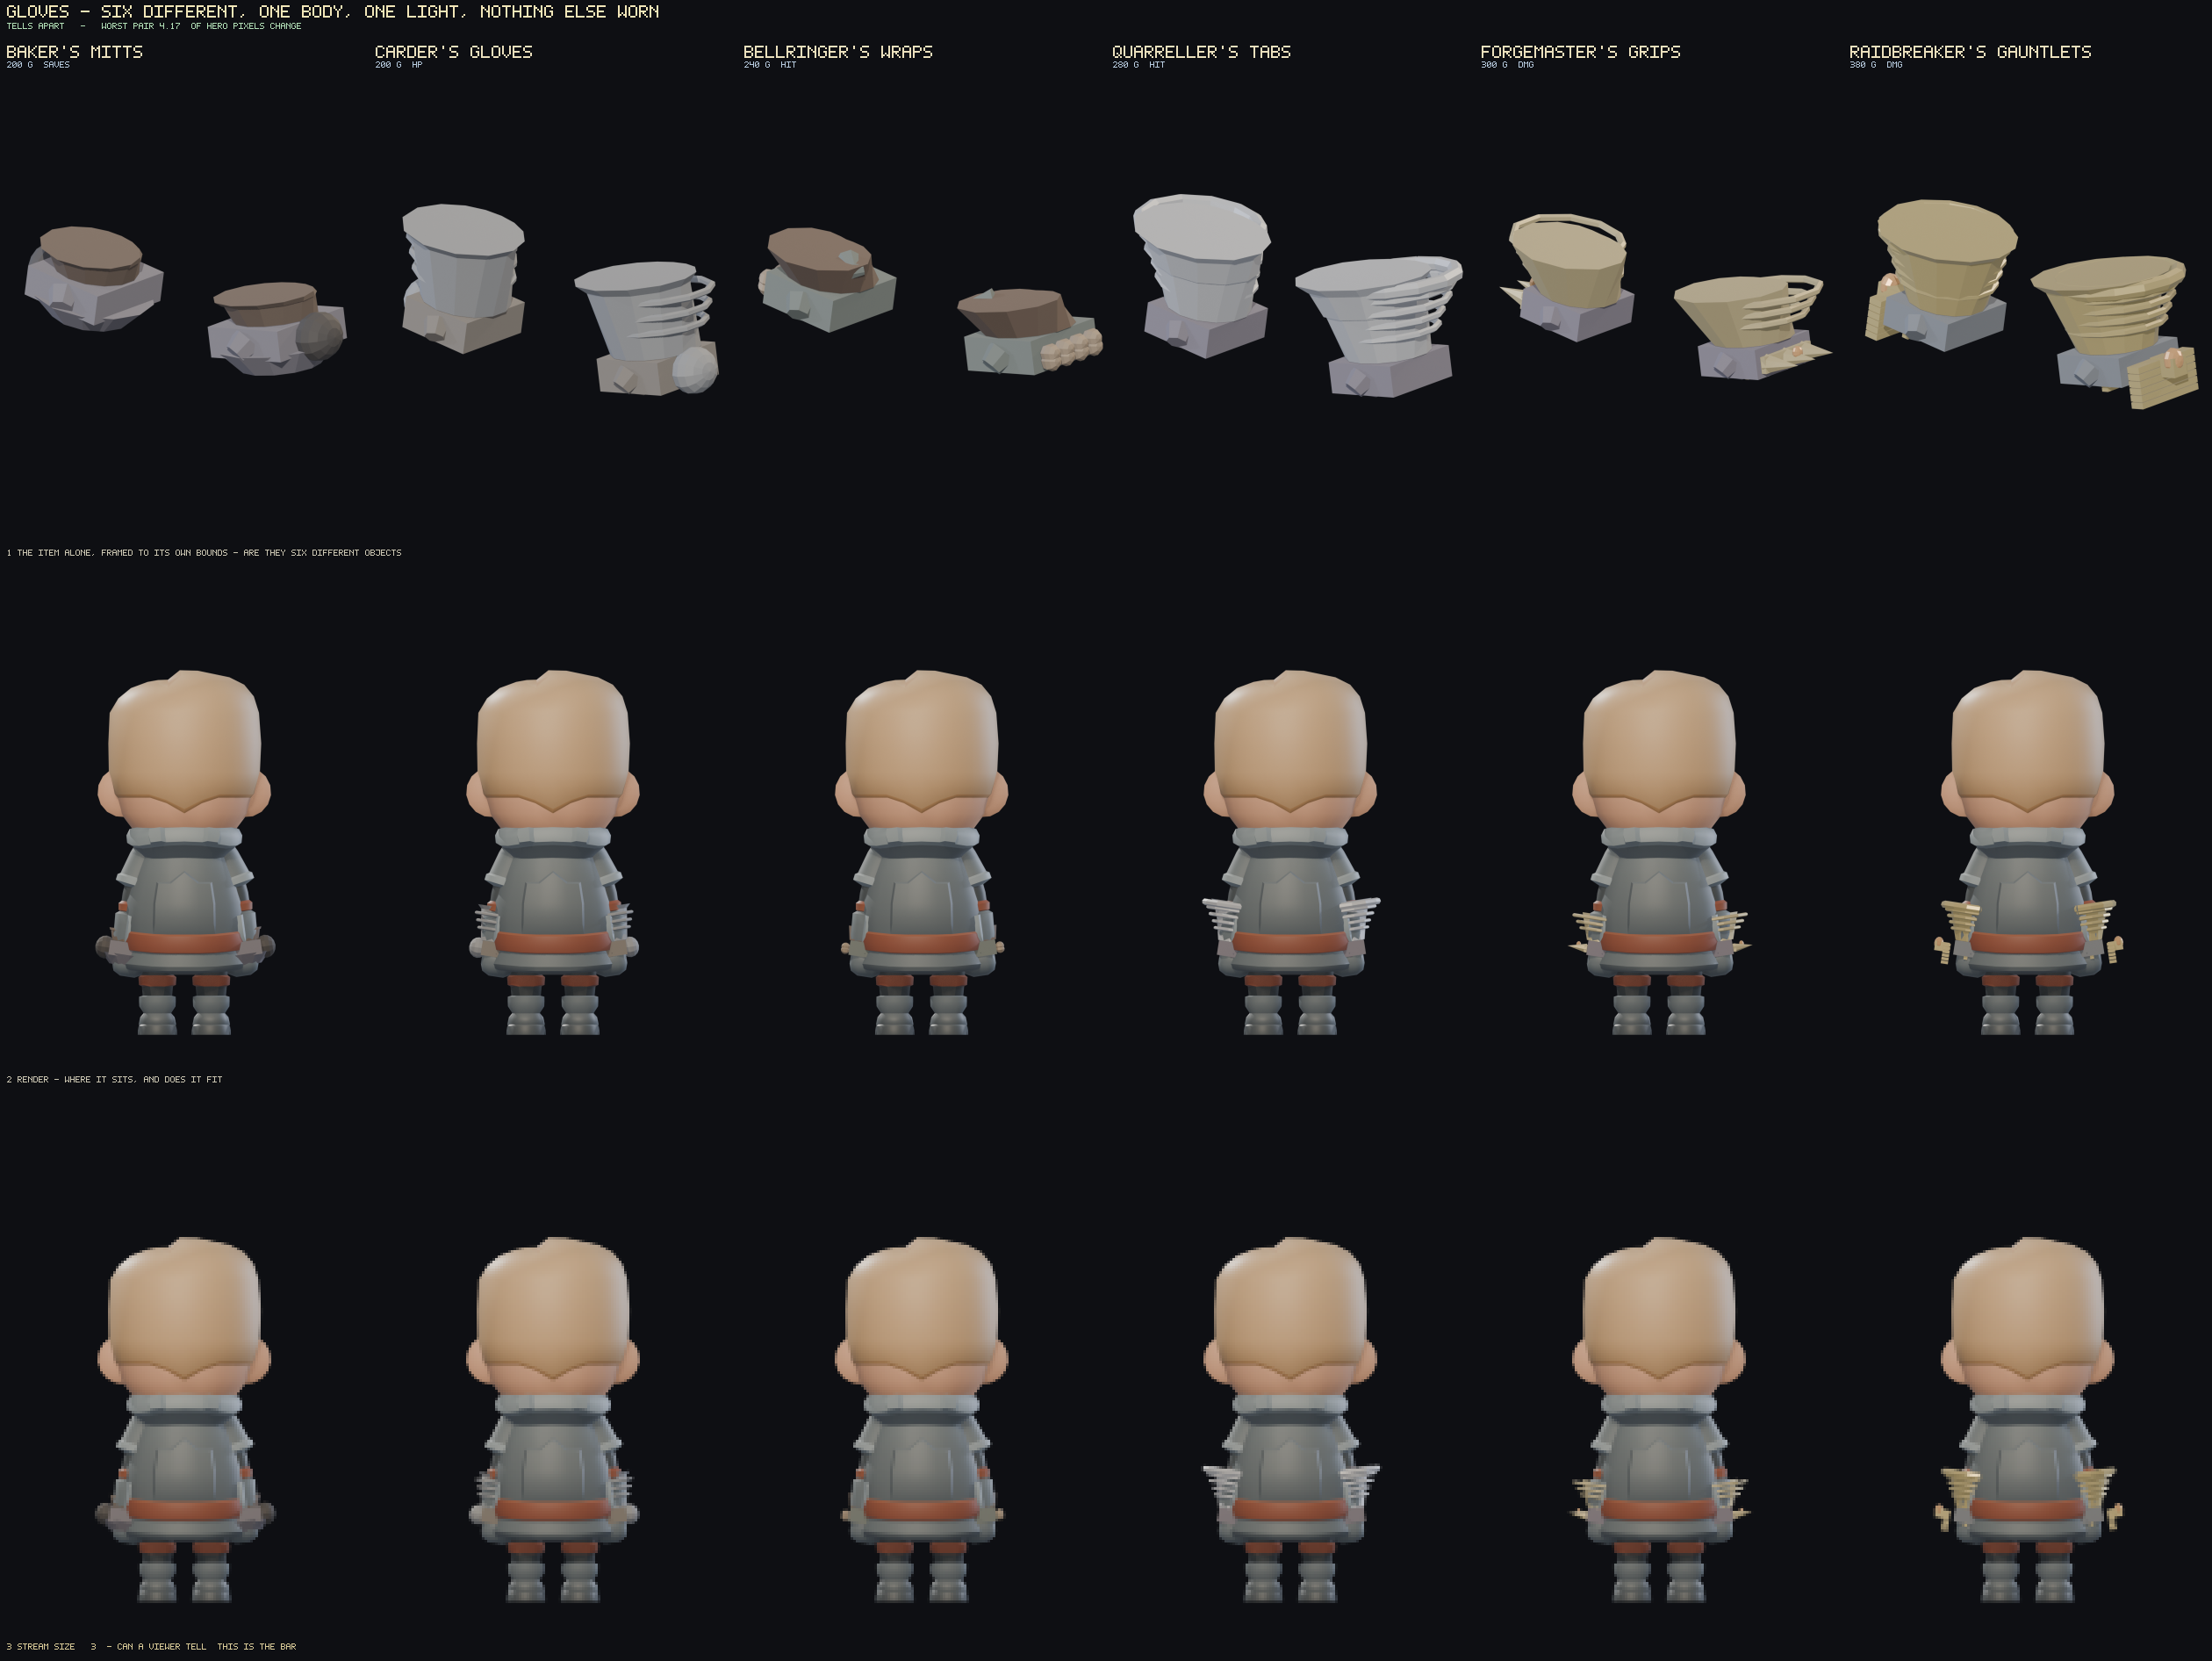 GLOVES - SIX DIFFERENT, ONE BODY, ONE LIGHT, NOTHING ELSE WORN
TELLS APART - WORST PAIR 4.17 OF HERO PIXELS CHANGE
BAKER'S MITTS
200 G SAVES
CARDER'S GLOVES
200 G HP
BELLRINGER'S WRAPS
240 G HIT
QUARRELLER'S TABS
280 G HIT
FORGEMASTER'S GRIPS
300 G DMG
RAIDBREAKER'S GAUNTLETS
380 G DMG
1 THE ITEM ALONE, FRAMED TO ITS OWN BOUNDS - ARE THEY SIX DIFFERENT OBJECTS
2 RENDER - WHERE IT SITS, AND DOES IT FIT
3 STREAM SIZE 3 - CAN A VIEWER TELL THIS IS THE BAR